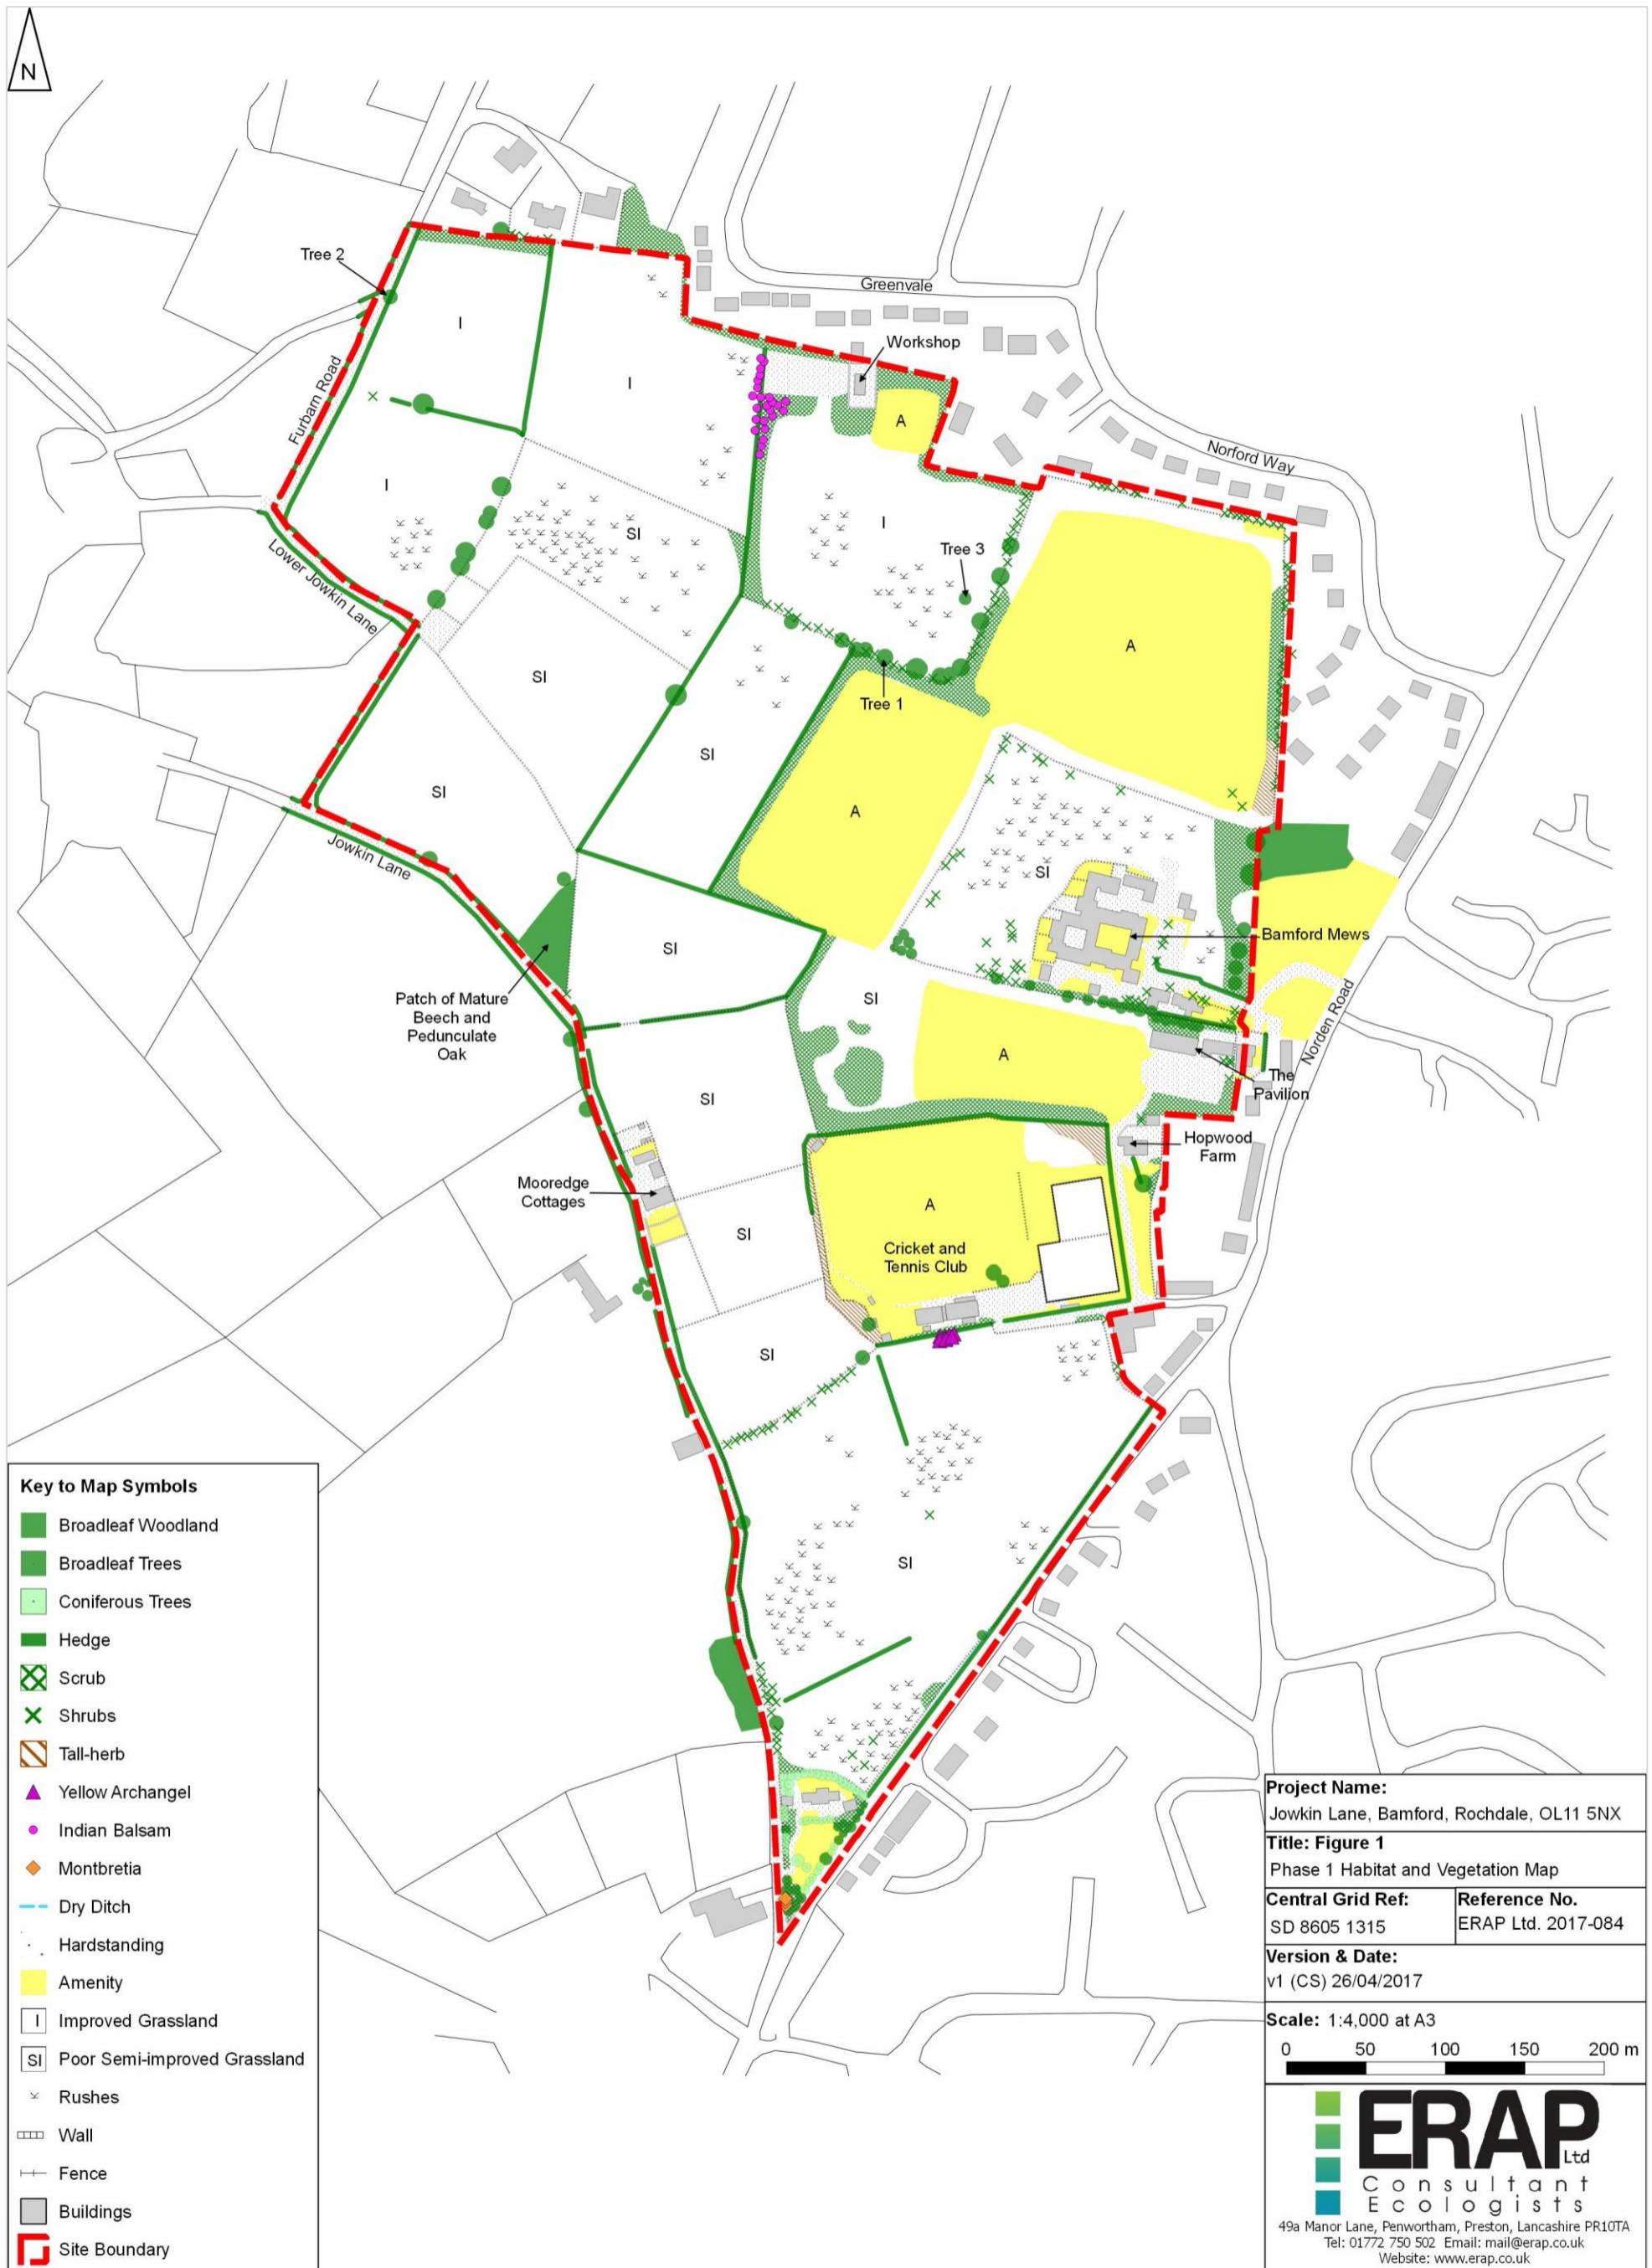 N
Tree 2
Greenvale
I
Workshop
I
Furbarn Road
A
Norford Way
I
I
SI
Tree 3
Lower Jowkin Lane
A
SI
Tree 1
SI
SI
A
Jowkin Lane
SI
Bamford Mews
SI
Patch of Mature
Beech and
Pedunculate
Oak
SI
Norden Road
A
The
Pavilion
SI
Hopwood
Farm
Mooredge
Cottages
A
SI
Cricket and
Tennis Club
SI
SI
Key to Map Symbols
Broadleaf Woodland
Broadleaf Trees
Coniferous Trees
Hedge
Scrub
Shrubs
Tall-herb
Yellow Archangel
Indian Balsam
Montbretia
Dry Ditch
Hardstanding
Amenity
I Improved Grassland
SI Poor Semi-improved Grassland
Rushes
Wall
Fence
Buildings
Site Boundary
Project Name:
Jowkin Lane, Bamford, Rochdale, OL11 5NX
Title: Figure 1
Phase 1 Habitat and Vegetation Map
Central Grid Ref:
SD 8605 1315
Reference No.
ERAP Ltd. 2017-084
Version & Date:
v1 (CS) 26/04/2017
Scale: 1:4,000 at A3
0 50 100 150 200 m
ERAP
Ltd
Consultant
Ecologists
49a Manor Lane, Penwortham, Preston, Lancashire PR10TA
Tel: 01772 750 502 Email: mail@erap.co.uk
Website: www.erap.co.uk